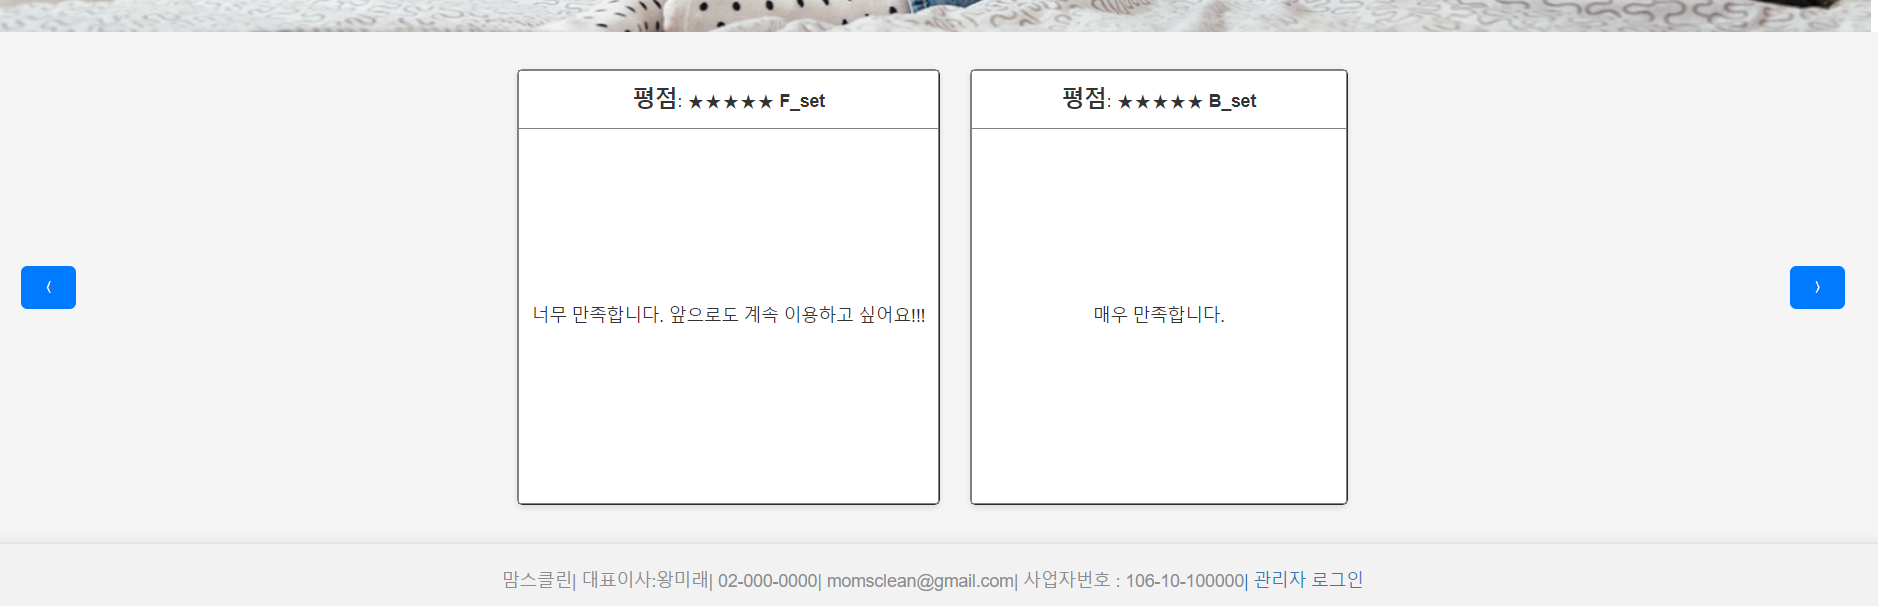 평점: ★★★★★ F_set
너무 만족합니다. 앞으로도 계속 이용하고 싶어요!!!
평점: ★★★★★ B_set
매우 만족합니다.
〈
〉
맘스클린| 대표이사:왕미래| 02-000-0000| momsclean@gmail.com| 사업자번호 : 106-10-100000| 관리자 로그인